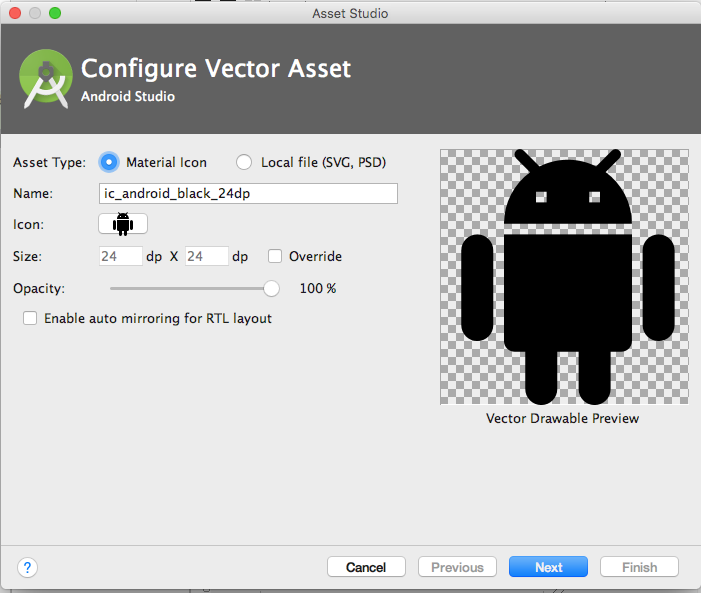 Asset Studio
Configure Vector Asset
Android Studio
Asset Type: Material Icon Local file (SVG, PSD)
Name: ic_android_black_24dp
Icon:
Size: 24 dp X 24 dp Override
Opacity: 100 %
Enable auto mirroring for RTL layout
Vector Drawable Preview
? Cancel Previous Next Finish